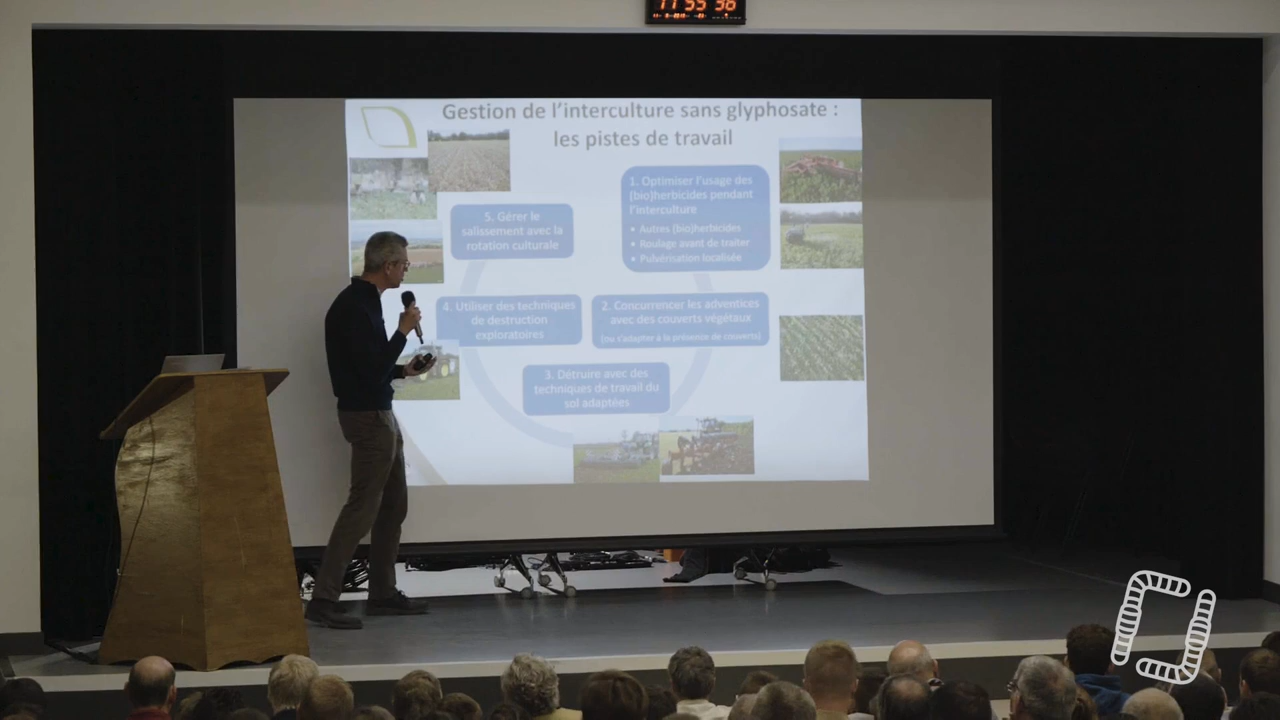 11 55 36
Gestion de l'interculture sans glyphosate :
les pistes de travail
1. Optimiser l'usage des
(bio)herbicides pendant
l'interculture
• Autres (bio)herbicides
• Roulage avant de traiter
• Pulvérisation localisée
5. Gérer le
salissement avec la
rotation culturale
4. Utiliser des techniques
de destruction
exploratoires
2. Concurrencer les adventices
avec des couverts végétaux
(ou s'adapter à la présence de couverts)
3. Détruire avec des
techniques de travail du
sol adaptées